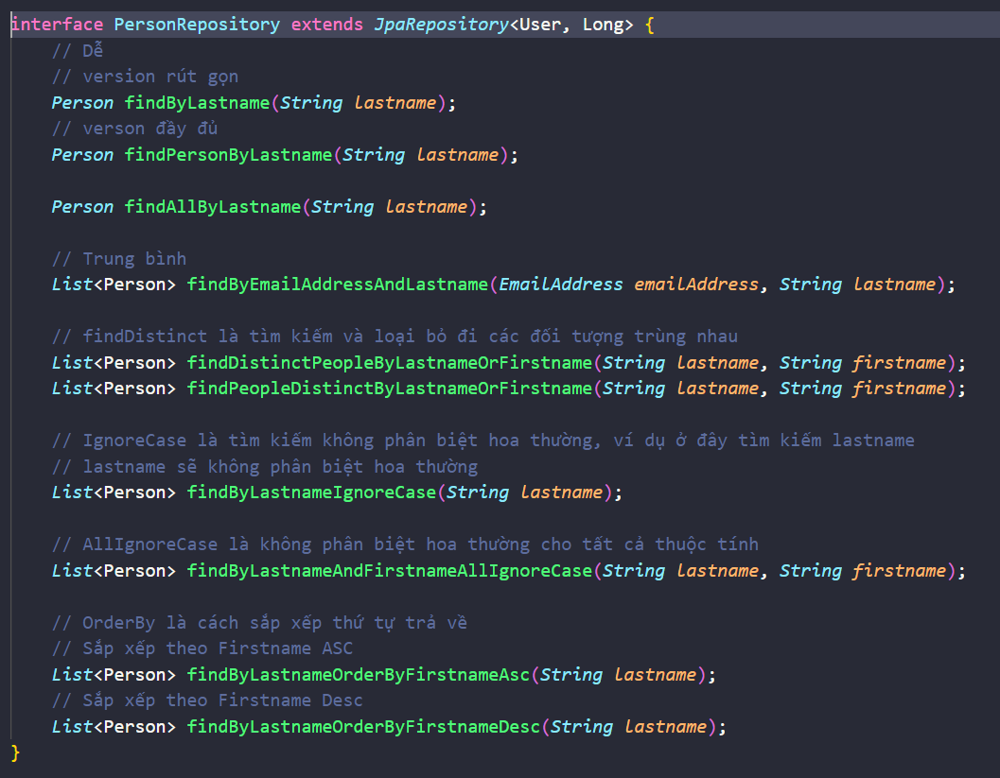 interface PersonRepository extends JpaRepository<User, Long> {
// Dễ
// version rút gọn
Person findByLastname(String lastname);
// verson đầy đủ
Person findPersonByLastname(String lastname);
Person findAllByLastname(String lastname);
// Trung bình
List<Person> findByEmailAddressAndLastname(EmailAddress emailAddress, String lastname);
// findDistinct là tìm kiếm và loại bỏ đi các đối tượng trùng nhau
List<Person> findDistinctPeopleByLastnameOrFirstname(String lastname, String firstname);
List<Person> findPeopleDistinctByLastnameOrFirstname(String lastname, String firstname);
// IgnoreCase là tìm kiếm không phân biệt hoa thường, ví dụ ở đây tìm kiếm lastname
// lastname sẽ không phân biệt hoa thường
List<Person> findByLastnameIgnoreCase(String lastname);
// AllIgnoreCase là không phân biệt hoa thường cho tất cả thuộc tính
List<Person> findByLastnameAndFirstnameAllIgnoreCase(String lastname, String firstname);
// OrderBy là cách sắp xếp thứ tự trả về
// Sắp xếp theo Firstname ASC
List<Person> findByLastnameOrderByFirstnameAsc(String lastname);
// Sắp xếp theo Firstname Desc
List<Person> findByLastnameOrderByFirstnameDesc(String lastname);
}